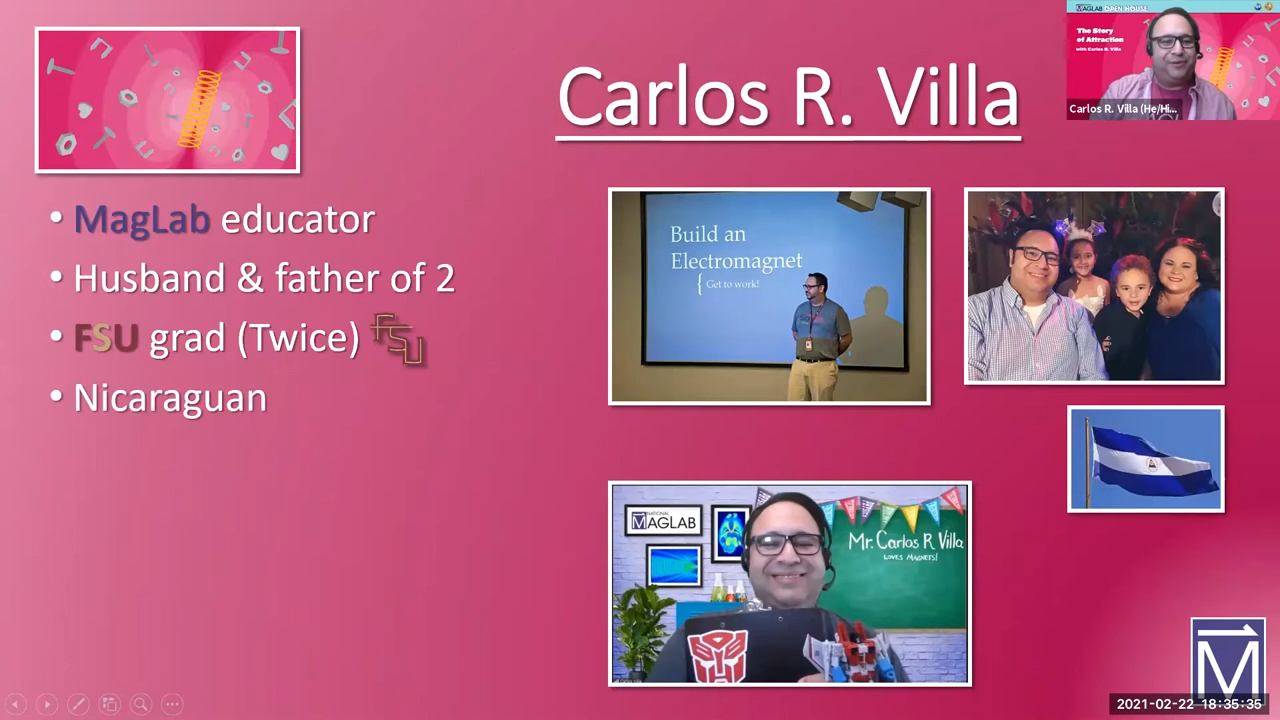 Carlos R. Villa
MAGLAB OPEN HOUSE
The Story
of Attraction
with Carlos R. Villa
Carlos R. Villa (He/Hi...
• MagLab educator
• Husband & father of 2
• FSU grad (Twice) FSU
• Nicaraguan
Build an
Electromagnet
{ Get to work!
NATIONAL
MAGLAB
Mr. Carlos R Villa
LOVES MAGNETS!
M
2021-02-22 18:35:35